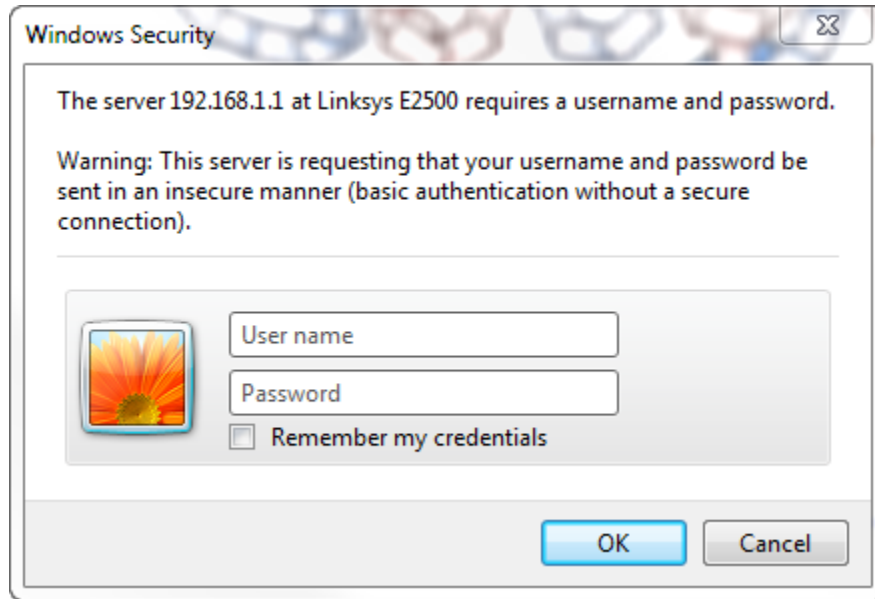 Windows Security
The server 192.168.1.1 at Linksys E2500 requires a username and password.
Warning: This server is requesting that your username and password be
sent in an insecure manner (basic authentication without a secure
connection).
User name
Password
Remember my credentials
OK
Cancel